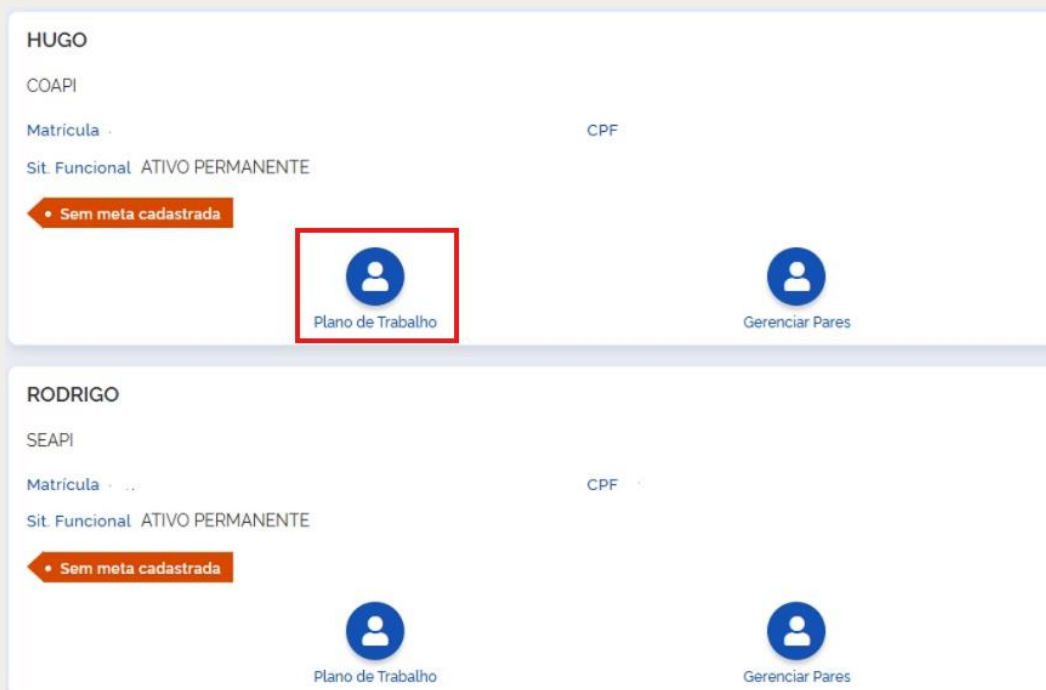 HUGO
COAPI
Matrícula CPF
Sit. Funcional ATIVO PERMANENTE
• Sem meta cadastrada
Plano de Trabalho Gerenciar Pares
RODRIGO
SEAPI
Matrícula CPF
Sit. Funcional ATIVO PERMANENTE
• Sem meta cadastrada
Plano de Trabalho Gerenciar Pares